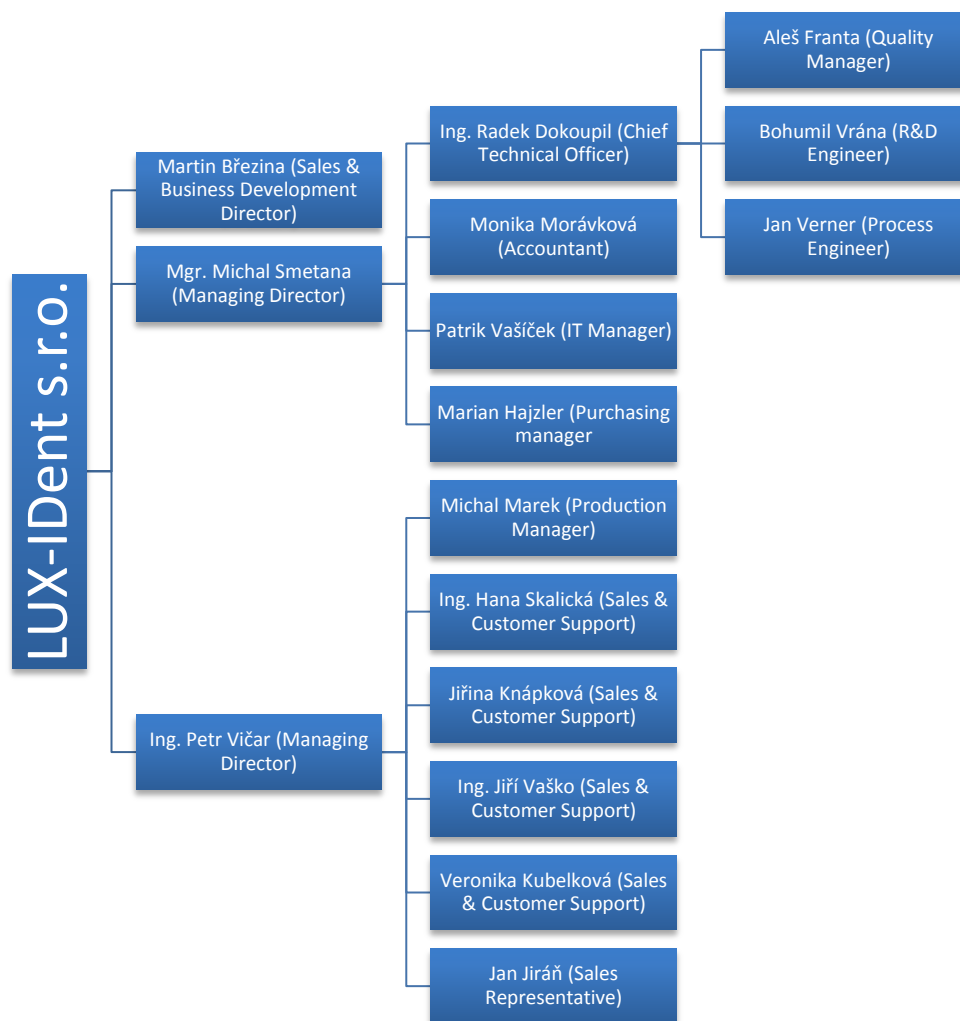 LUX-IDent s.r.o.
Martin Březina (Sales &
Business Development
Director)
Mgr. Michal Smetana
(Managing Director)
Ing. Radek Dokoupil (Chief
Technical Officer)
Aleš Franta (Quality
Manager)
Bohumil Vrána (R&D
Engineer)
Jan Verner (Process
Engineer)
Monika Morávková
(Accountant)
Patrik Vašíček (IT Manager)
Marian Hajzler (Purchasing
manager
Ing. Petr Vičar (Managing
Director)
Michal Marek (Production
Manager)
Ing. Hana Skalická (Sales &
Customer Support)
Jiřina Knápková (Sales &
Customer Support)
Ing. Jiří Vaško (Sales &
Customer Support)
Veronika Kubelková (Sales
& Customer Support)
Jan Jiráň (Sales
Representative)